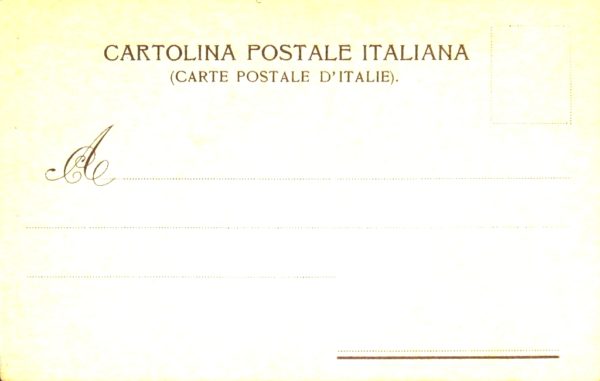 CARTOLINA POSTALE ITALIANA
(CARTE POSTALE D'ITALIE).
A